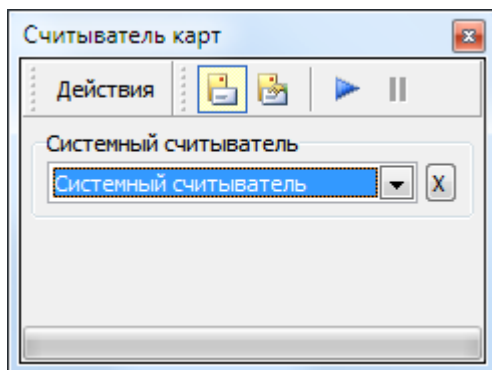 Считыватель карт
Действия
Системный считыватель
Системный считыватель X